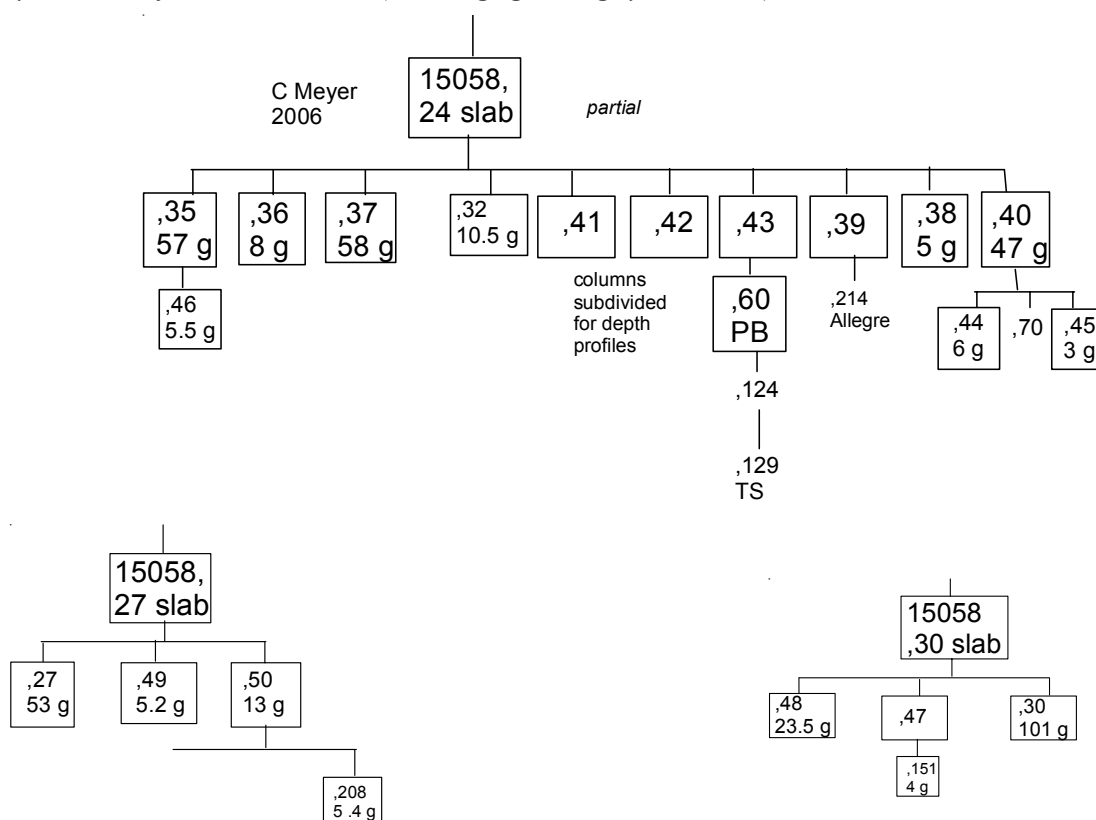 15058,
24 slab
C Meyer
2006
partial
,35
57 g
,36
8 g
,37
58 g
,32
10.5 g
,41
,42
,43
,39
,38
5 g
,40
47 g
,46
5.5 g
columns
subdivided
for depth
profiles
,60
PB
,214
Allegre
,44
6 g
,70
,45
3 g
,124
,129
TS
15058,
27 slab
,27
53 g
,49
5.2 g
,50
13 g
,208
5 .4 g
15058
,30 slab
,48
23.5 g
,47
,30
101 g
,151
4 g